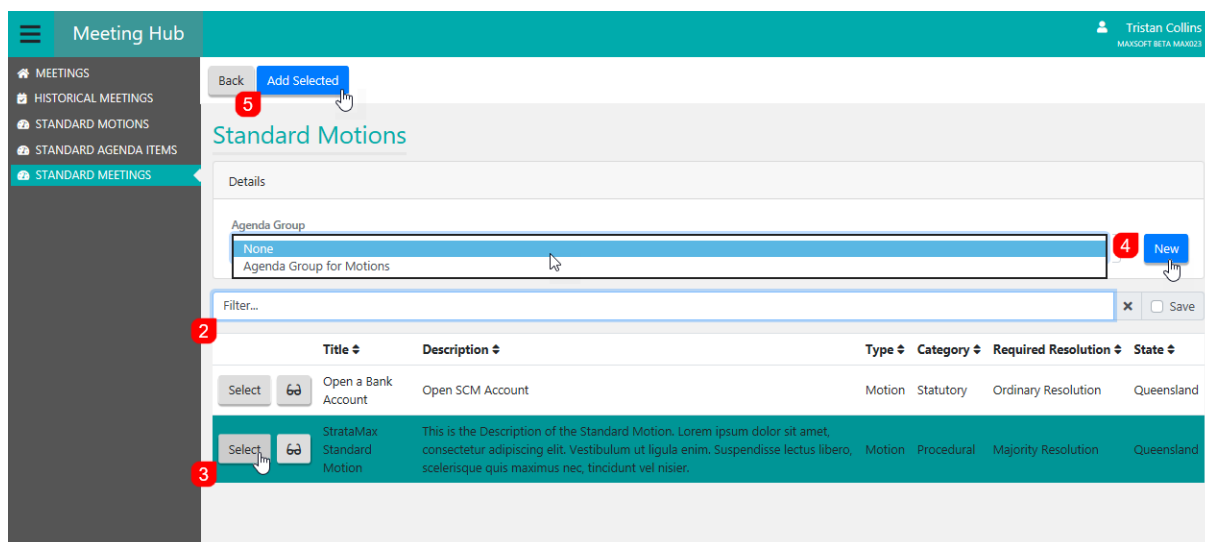 Meeting Hub
Tristan Collins
MAXSOFT BETA MAX023
MEETINGS
HISTORICAL MEETINGS
STANDARD MOTIONS
STANDARD AGENDA ITEMS
STANDARD MEETINGS
Back Add Selected
5
Standard Motions
Details
Agenda Group
None
Agenda Group for Motions
4 New
Filter...
Save
2
Title Description Type Category Required Resolution State
Select Open a Bank Account Open SCM Account Motion Statutory Ordinary Resolution Queensland
StrataMax This is the Description of the Standard Motion. Lorem ipsum dolor sit amet,
Select Standard consectetur adipiscing elit. Vestibulum ut ligula enim. Suspendisse lectus libero, Motion Procedural Majority Resolution Queensland
Motion scelerisque quis maximus nec, tincidunt vel nisier.
3